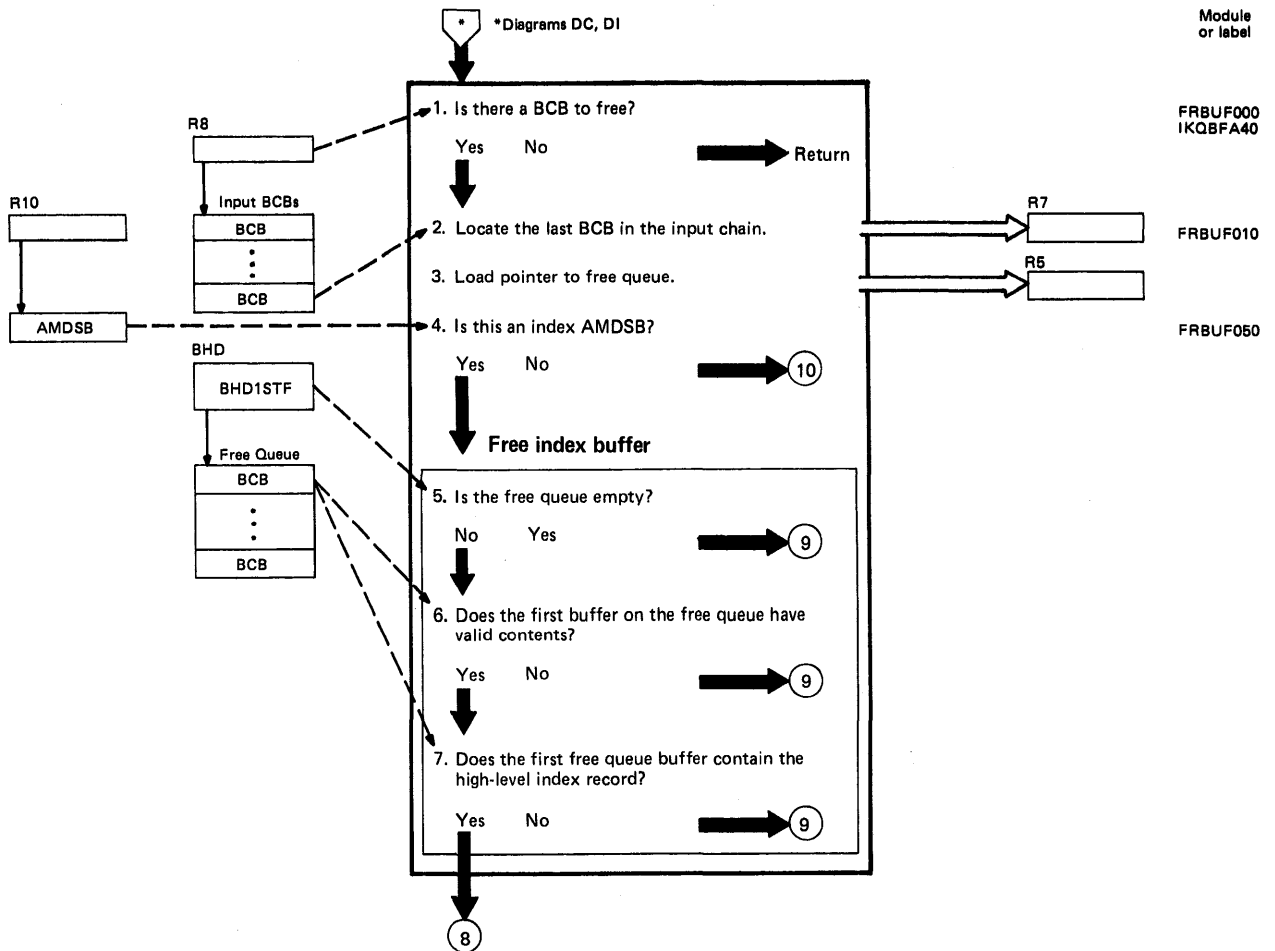 *
*Diagrams DC, DI
Module
or label
1. Is there a BCB to free?
FRBUF000
IKQBFA40
R8
Yes No
Return
R10
Input BCBs
BCB
BCB
2. Locate the last BCB in the input chain.
R7
FRBUF010
3. Load pointer to free queue.
R5
AMDSB
4. Is this an index AMDSB?
FRBUF050
BHD
BHD1STF
Yes No
10
Free index buffer
Free Queue
BCB
BCB
5. Is the free queue empty?
No Yes
9
6. Does the first buffer on the free queue have
valid contents?
Yes No
9
7. Does the first free queue buffer contain the
high-level index record?
Yes No
9
8